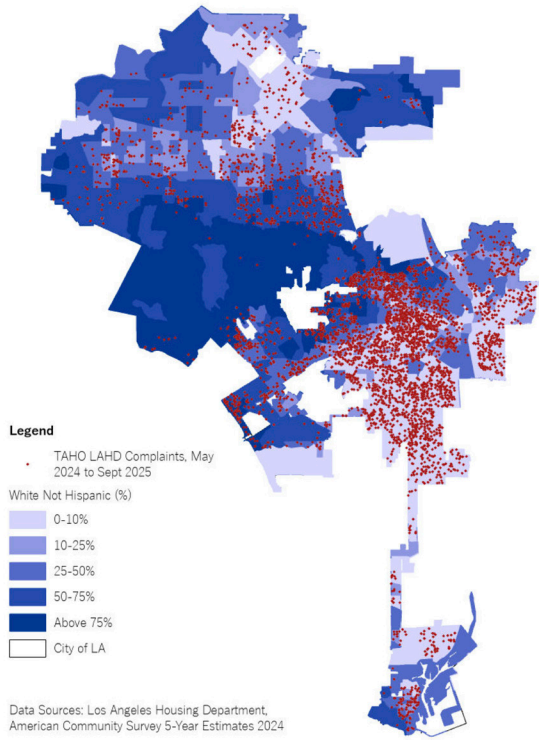 Legend
TAHO LAHD Complaints, May
2024 to Sept 2025
White Not Hispanic (%)
0-10%
10-25%
25-50%
50-75%
Above 75%
City of LA
Data Sources: Los Angeles Housing Department,
American Community Survey 5-Year Estimates 2024